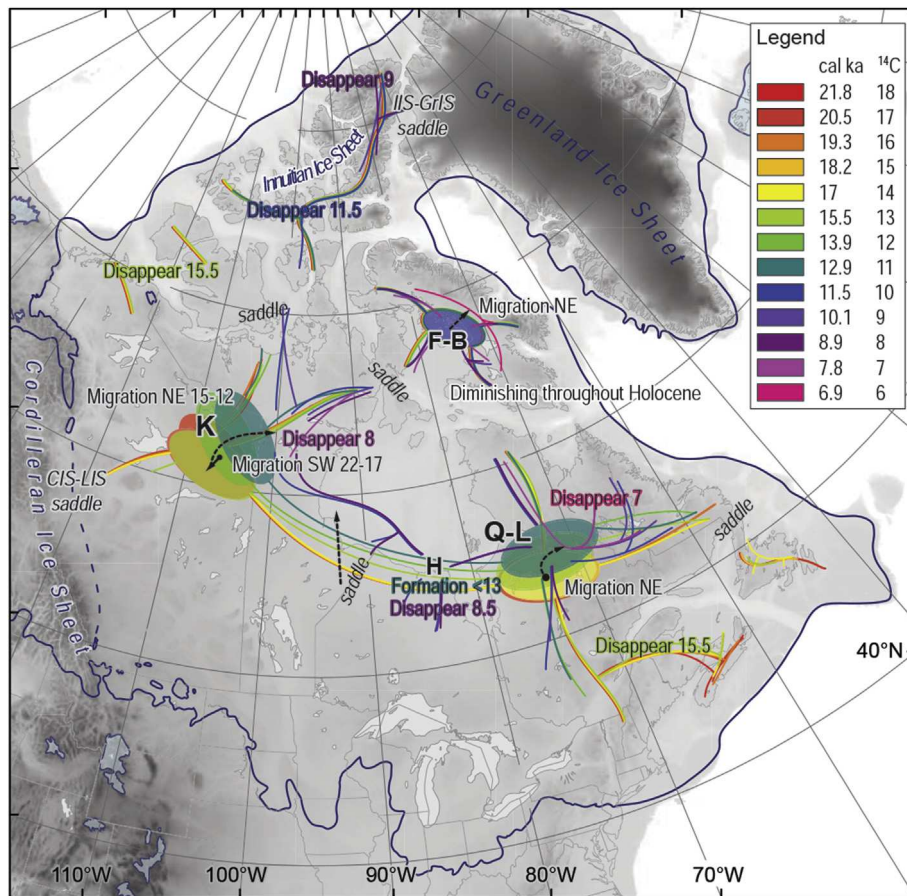 Disappear 9
IIS-GrIS
saddle
Innuitian Ice Sheet
Greenland Ice Sheet
Disappear 11.5
Disappear 15.5
saddle
Migration NE
F-B
saddle
Diminishing throughout Holocene
Cordilleran Ice Sheet
Migration NE 15-12
K
Disappear 8
Migration SW 22-17
CIS-LIS
saddle
Disappear 7
saddle
Q-L
H
saddle
Formation <13
Migration NE
Disappear 8.5
Disappear 15.5
40°N
110°W
100°W
90°W
80°W
70°W
Legend
cal ka 14C
21.8 18
20.5 17
19.3 16
18.2 15
17 14
15.5 13
13.9 12
12.9 11
11.5 10
10.1 9
8.9 8
7.8 7
6.9 6